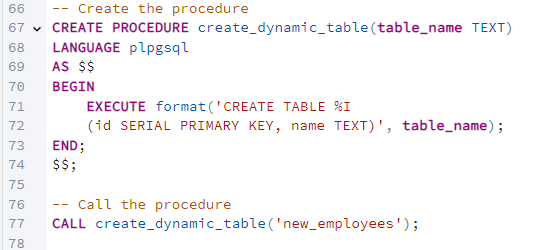 66 -- Create the procedure
67 CREATE PROCEDURE create_dynamic_table(table_name TEXT)
68 LANGUAGE plpgsql
69 AS $$
70 BEGIN
71     EXECUTE format('CREATE TABLE %I
72     (id SERIAL PRIMARY KEY, name TEXT)', table_name);
73 END;
74 $$;
75
76 -- Call the procedure
77 CALL create_dynamic_table('new_employees');
78